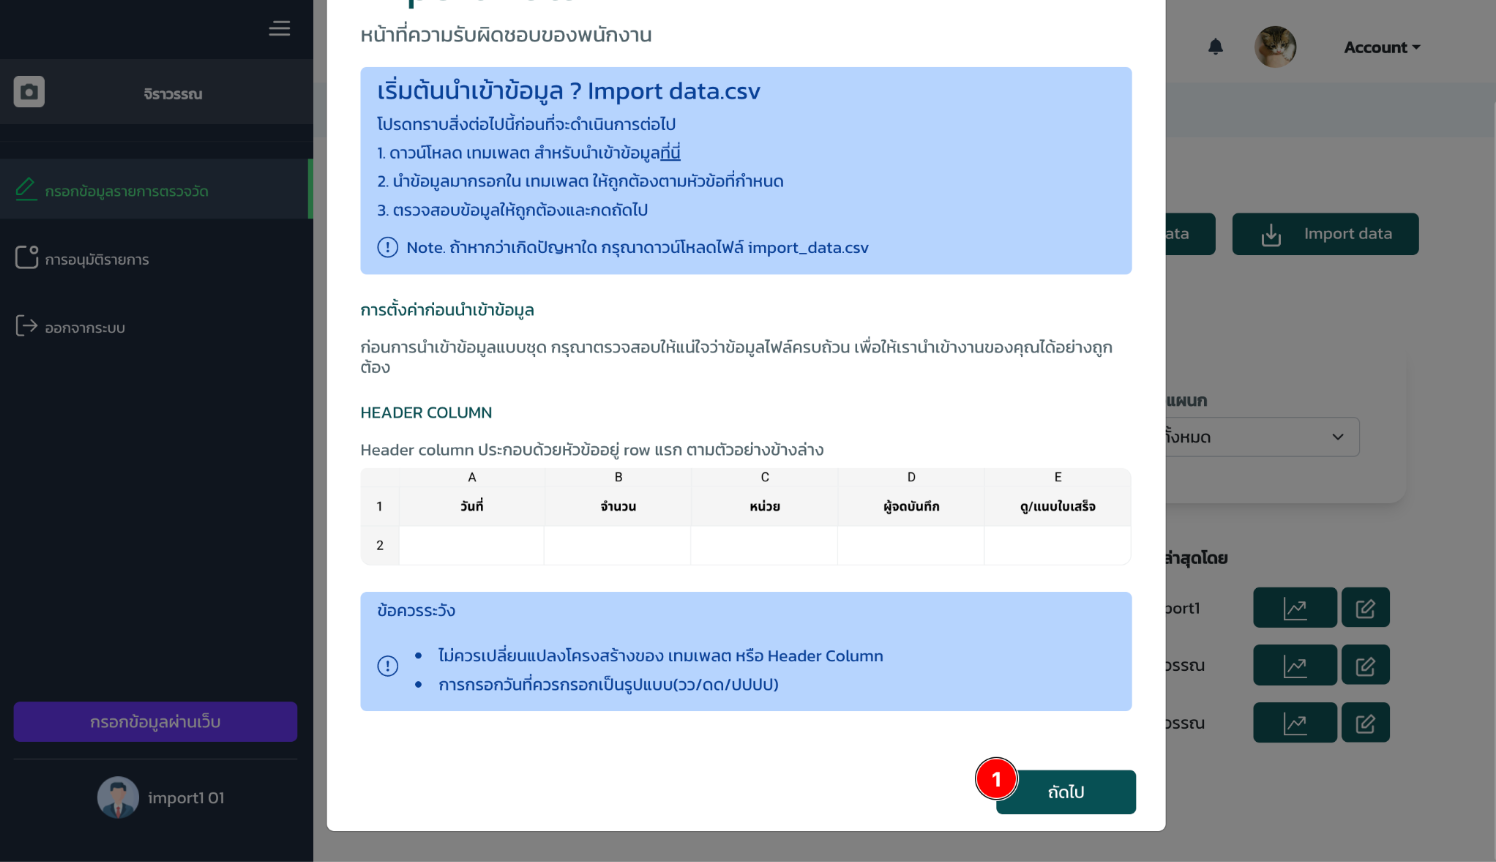 จิราวรรณ
กรอกข้อมูลรายการตรวจวัด
การอนุมัติรายการ
ออกจากระบบ
กรอกข้อมูลผ่านเว็บ
import1 01
หน้าที่ความรับผิดชอบของพนักงาน
เริ่มต้นนำเข้าข้อมูล ? Import data.csv
โปรดทราบสิ่งต่อไปนี้ก่อนที่จะดำเนินการต่อไป
1. ดาวน์โหลด เทมเพลต สำหรับนำเข้าข้อมูลที่นี่
2. นำข้อมูลมากรอกใน เทมเพลต ให้ถูกต้องตามหัวข้อที่กำหนด
3. ตรวจสอบข้อมูลให้ถูกต้องและกดถัดไป
Note. ถ้าหากว่าเกิดปัญหาใด กรุณาดาวน์โหลดไฟล์ import_data.csv
การตั้งค่าก่อนนำเข้าข้อมูล
ก่อนการนำเข้าข้อมูลแบบชุด กรุณาตรวจสอบให้แน่ใจว่าข้อมูลไฟล์ครบถ้วน เพื่อให้เรานำเข้างานของคุณได้อย่างถูก
ต้อง
HEADER COLUMN
Header column ประกอบด้วยหัวข้ออยู่ row แรก ตามตัวอย่างข้างล่าง
A B C D E
1 วันที่ จำนวน หน่วย ผู้จดบันทึก ดู/แนบใบเสร็จ
2
ข้อควรระวัง
ไม่ควรเปลี่ยนแปลงโครงสร้างของ เทมเพลต หรือ Header Column
การกรอกวันที่ควรกรอกเป็นรูปแบบ(วว/ดด/ปปปป)
1 ถัดไป
Account
ata Import data
แผนก
ทั้งหมด
ล่าสุดโดย
port1
วรรณ
วรรณ